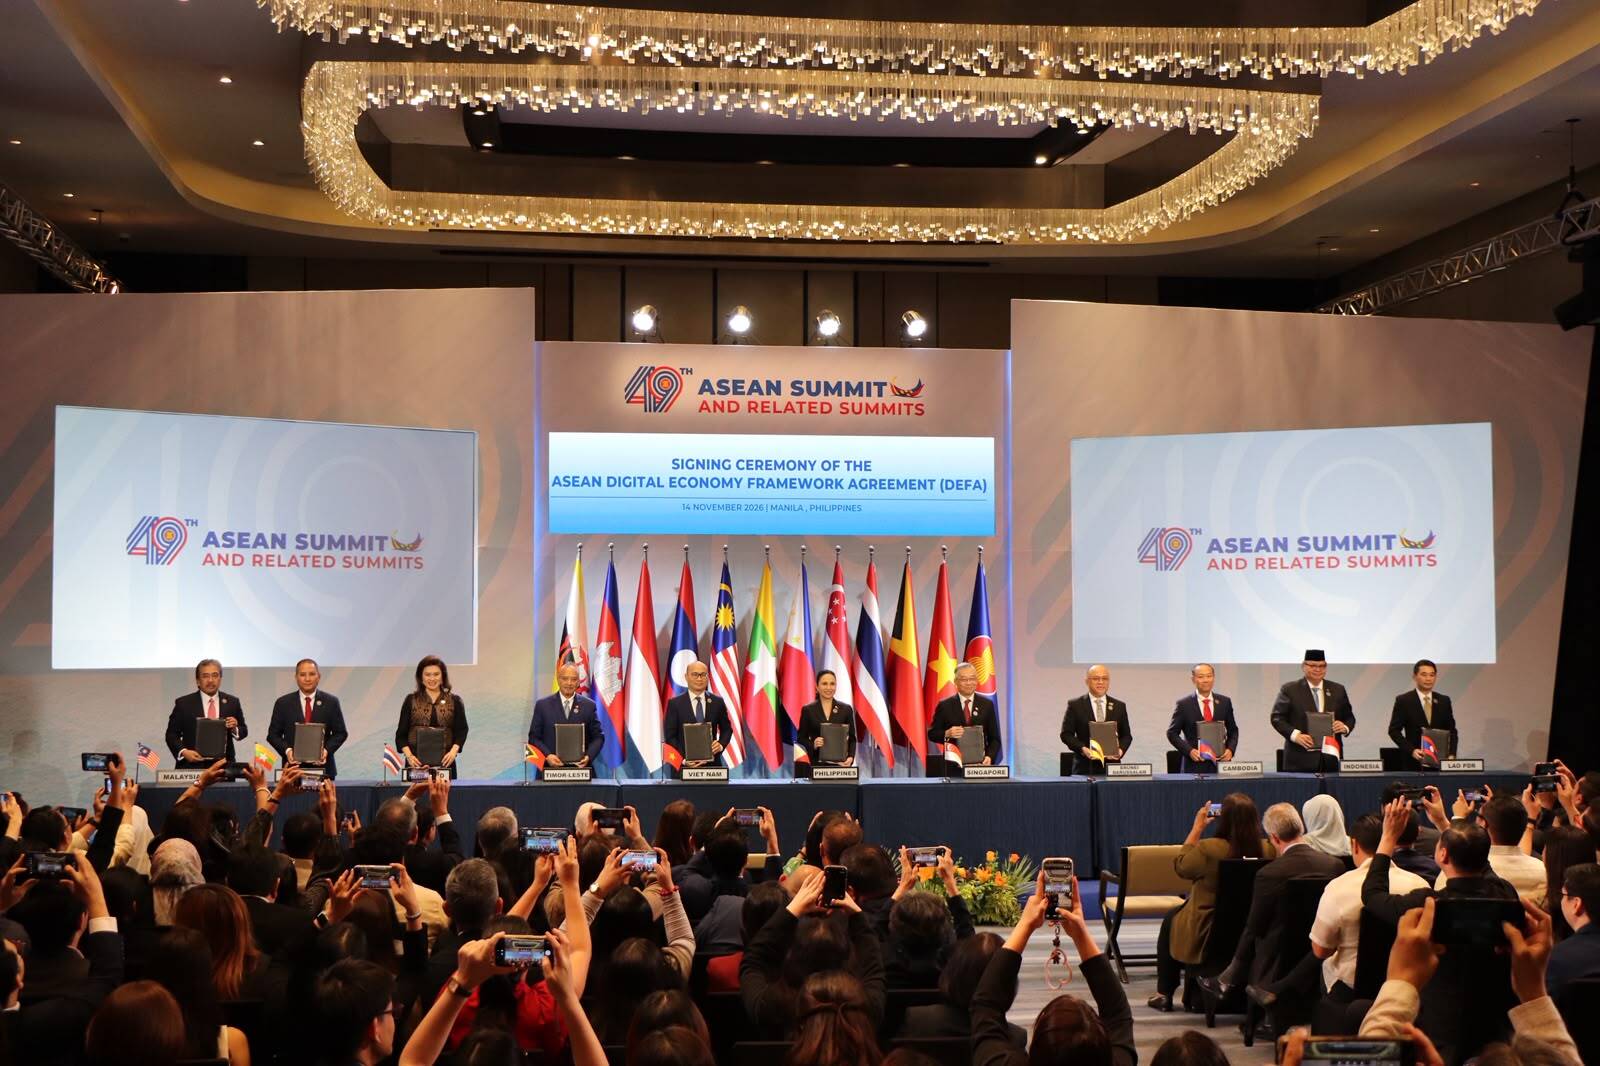 49TH ASEAN SUMMIT
AND RELATED SUMMITS
SIGNING CEREMONY OF THE
ASEAN DIGITAL ECONOMY FRAMEWORK AGREEMENT (DEFA)
14 NOVEMBER 2026 | MANILA , PHILIPPINES
49TH ASEAN SUMMIT
AND RELATED SUMMITS
49TH ASEAN SUMMIT
AND RELATED SUMMITS
MALAYSIA
TIMOR-LESTE
VIET NAM
PHILIPPINES
SINGAPORE
BRUNEI
DARUSSALAM
CAMBODIA
INDONESIA
LAO PDR